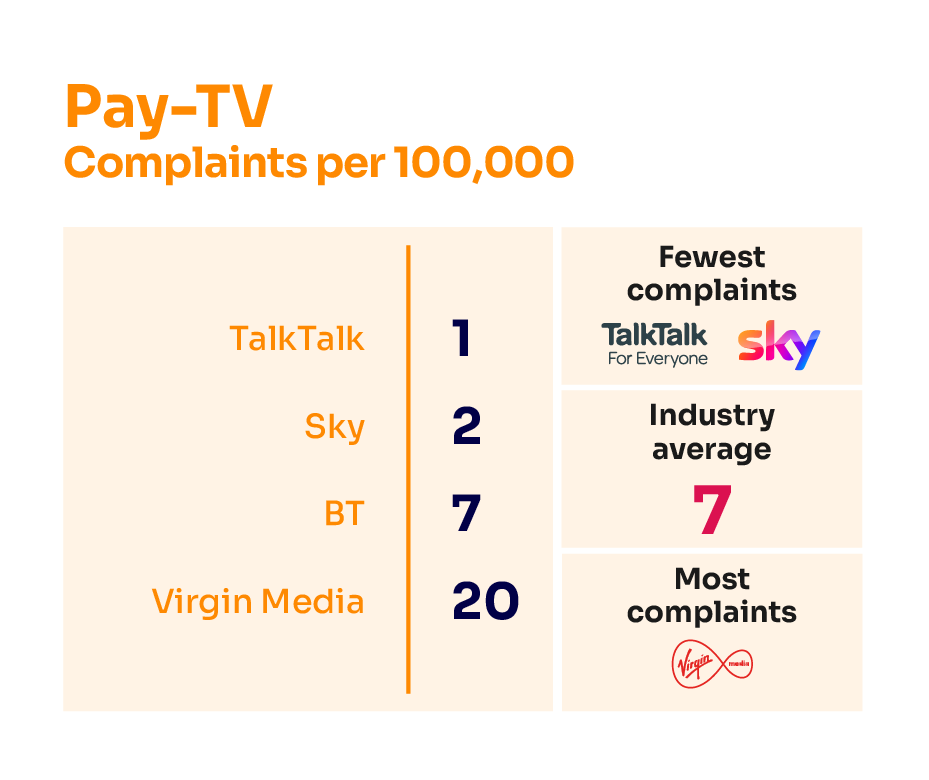 Pay-TV
Complaints per 100,000
TalkTalk 1
Sky 2
BT 7
Virgin Media 20
Fewest
complaints
TalkTalk
For Everyone
sky
Industry
average
7
Most
complaints
Virgin media